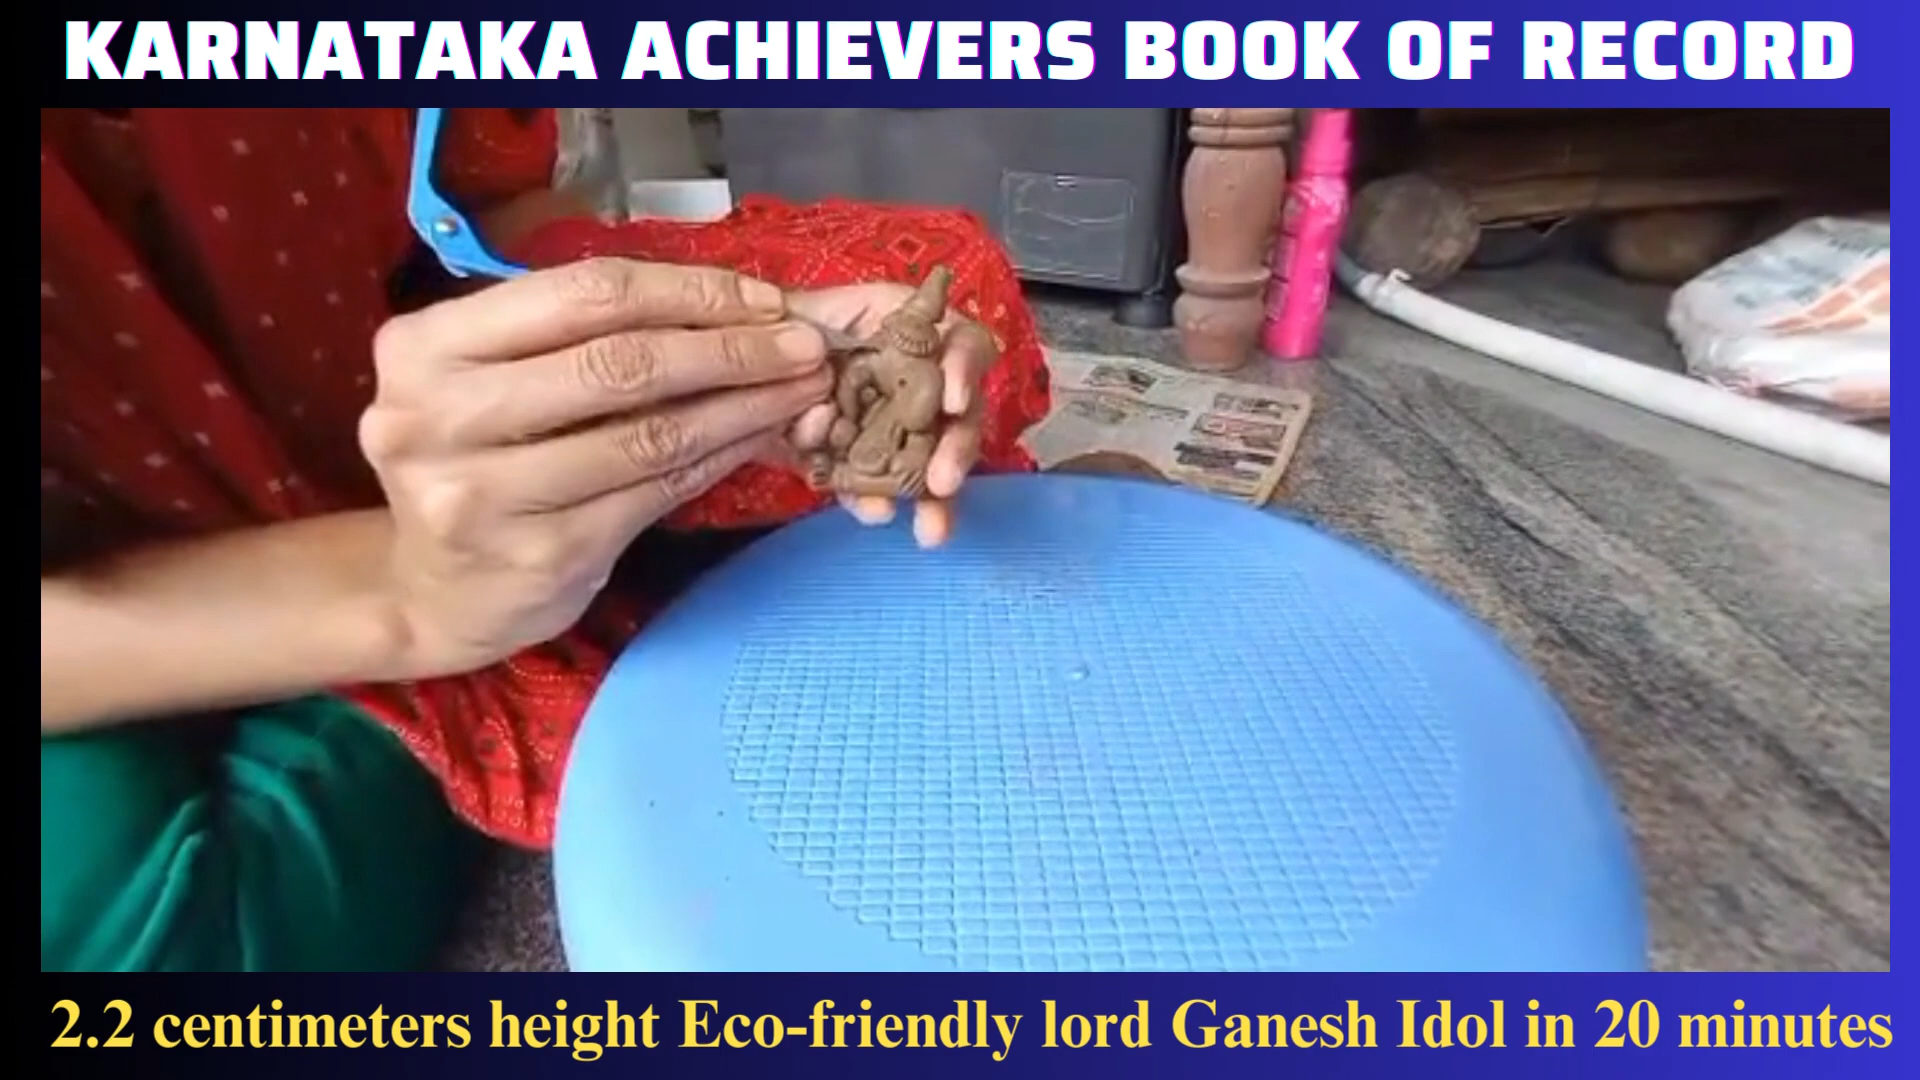 KARNATAKA ACHIEVERS BOOK OF RECORD
2.2 centimeters height Eco-friendly lord Ganesh Idol in 20 minutes